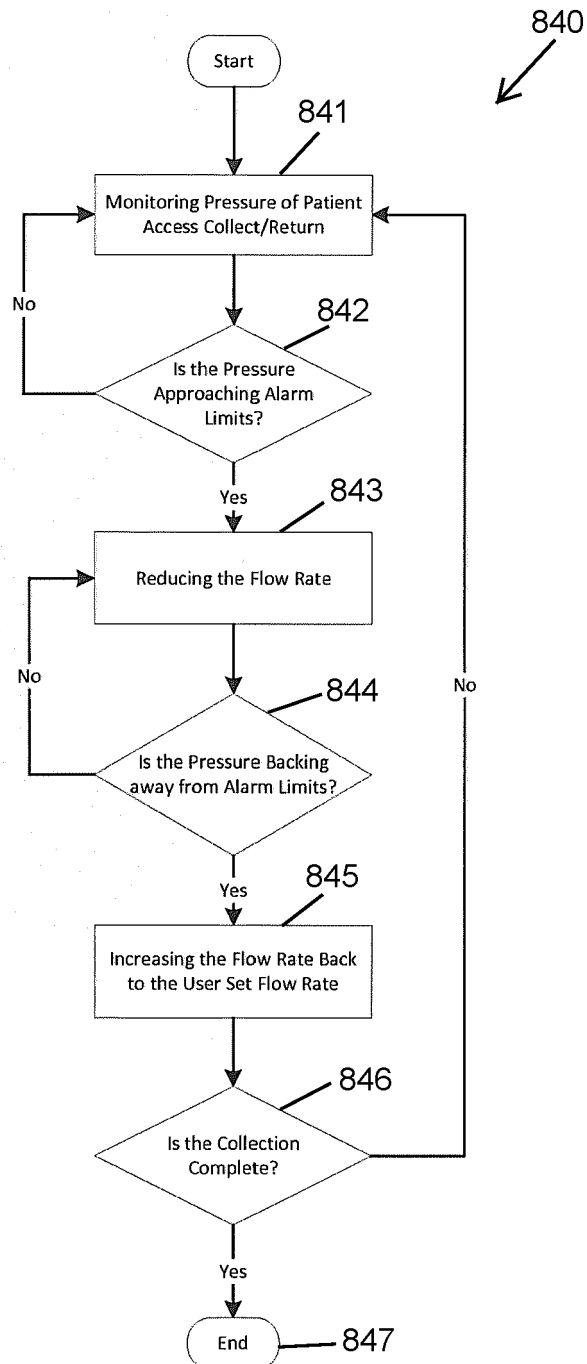 840
Start
841
Monitoring Pressure of Patient
Access Collect/Return
No
842
Is the Pressure
Approaching Alarm
Limits?
Yes
843
Reducing the Flow Rate
No
844
No
Is the Pressure Backing
away from Alarm Limits?
Yes
845
Increasing the Flow Rate Back
to the User Set Flow Rate
846
Is the Collection
Complete?
Yes
End
847